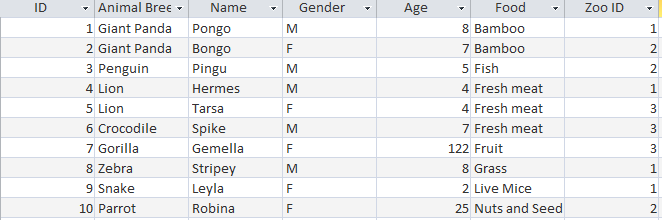 ID Animal Bree Name Gender Age Food Zoo ID
1 Giant Panda Pongo M 8 Bamboo 1
2 Giant Panda Bongo F 7 Bamboo 2
3 Penguin Pingu M 5 Fish 2
4 Lion Hermes M 4 Fresh meat 1
5 Lion Tarsa F 4 Fresh meat 3
6 Crocodile Spike M 7 Fresh meat 3
7 Gorilla Gemella F 122 Fruit 3
8 Zebra Stripey M 8 Grass 1
9 Snake Leyla F 2 Live Mice 1
10 Parrot Robina F 25 Nuts and Seed 2